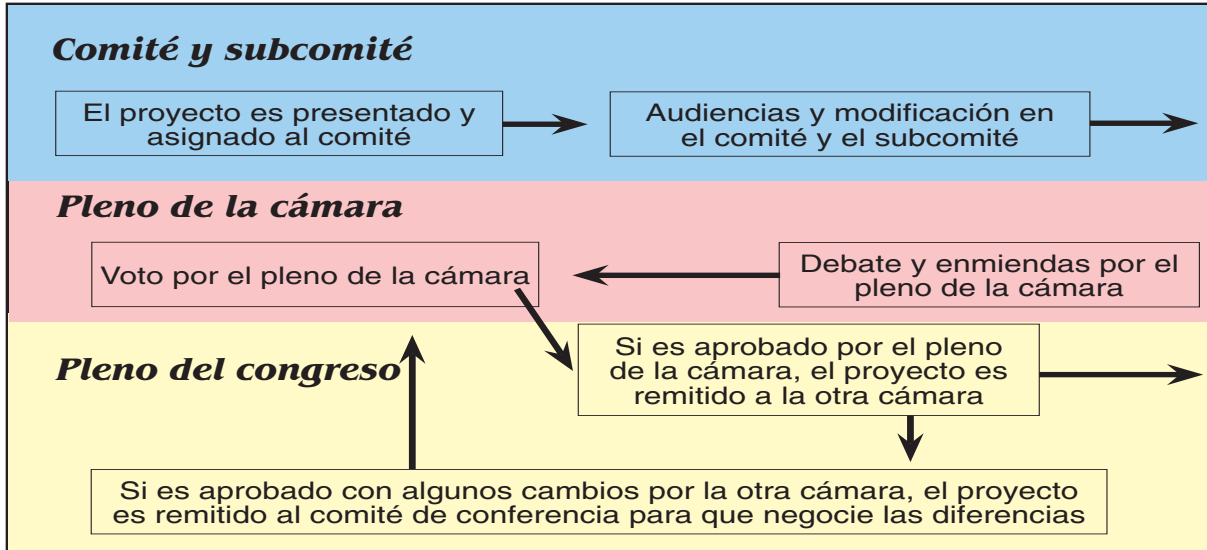 Comité y subcomité
El proyecto es presentado y
asignado al comité
Audiencias y modificación en
el comité y el subcomité
Pleno de la cámara
Voto por el pleno de la cámara
Debate y enmiendas por el
pleno de la cámara
Pleno del congreso
Si es aprobado por el pleno
de la cámara, el proyecto es
remitido a la otra cámara
Si es aprobado con algunos cambios por la otra cámara, el proyecto
es remitido al comité de conferencia para que negocie las diferencias